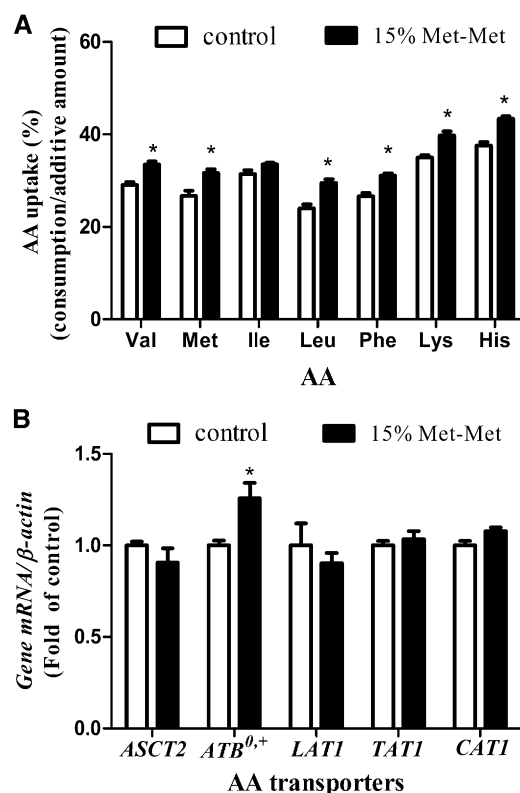 A
control 15% Met-Met
AA uptake (%)
(consumption/additive amount)
60
40
20
0
* * * * * *
Val Met Ile Leu Phe Lys His
AA
B
control 15% Met-Met
Gene mRNA/β-actin
(Fold of control)
1.5
1.0
0.5
0.0
*
ASCT2 ATB⁰,⁺ LAT1 TAT1 CAT1
AA transporters